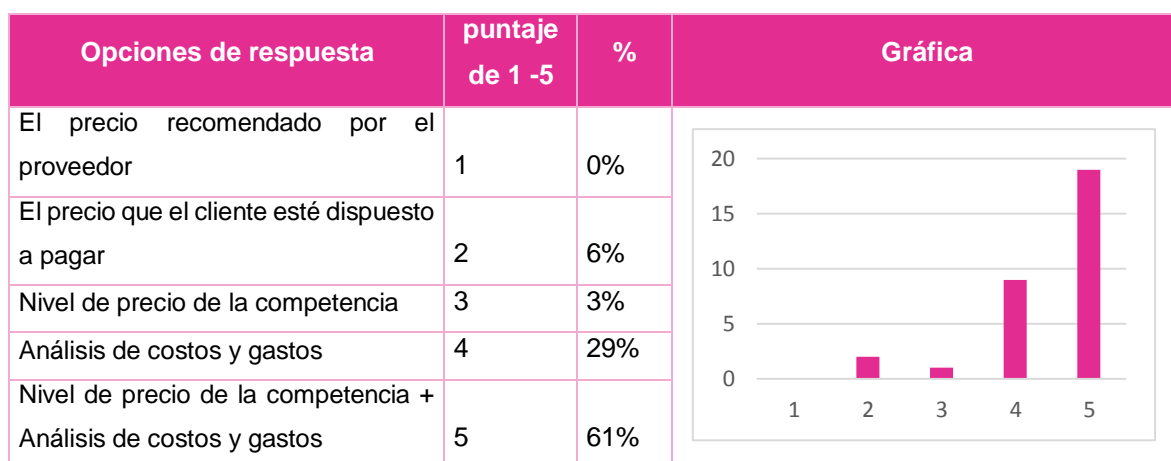 Opciones de respuesta
puntaje
de 1 -5
%
Gráfica
El precio recomendado por el
proveedor
1
0%
El precio que el cliente esté dispuesto
a pagar
2
6%
Nivel de precio de la competencia
3
3%
Análisis de costos y gastos
4
29%
Nivel de precio de la competencia +
Análisis de costos y gastos
5
61%
20
15
10
5
0
1 2 3 4 5